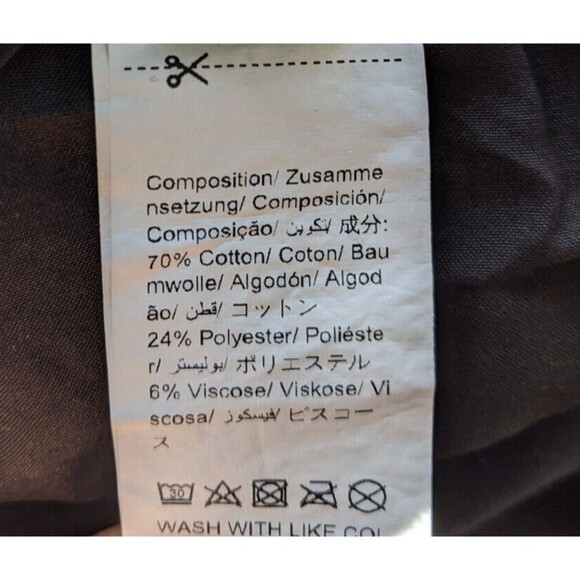 Composition/ Zusamme
nsetzung/ Composición/
Composição/ تكوين/ 成分:
70% Cotton/ Coton/ Bau
mwolle/ Algodón/ Algod
ão/ قطن/ コットン
24% Polyester/ Poliéste
r/ بوليستر/ ポリエステル
6% Viscose/ Viskose/ Vi
scosa/ فيسكوز/ ビスコー
ス
30
WASH WITH LIKE COL